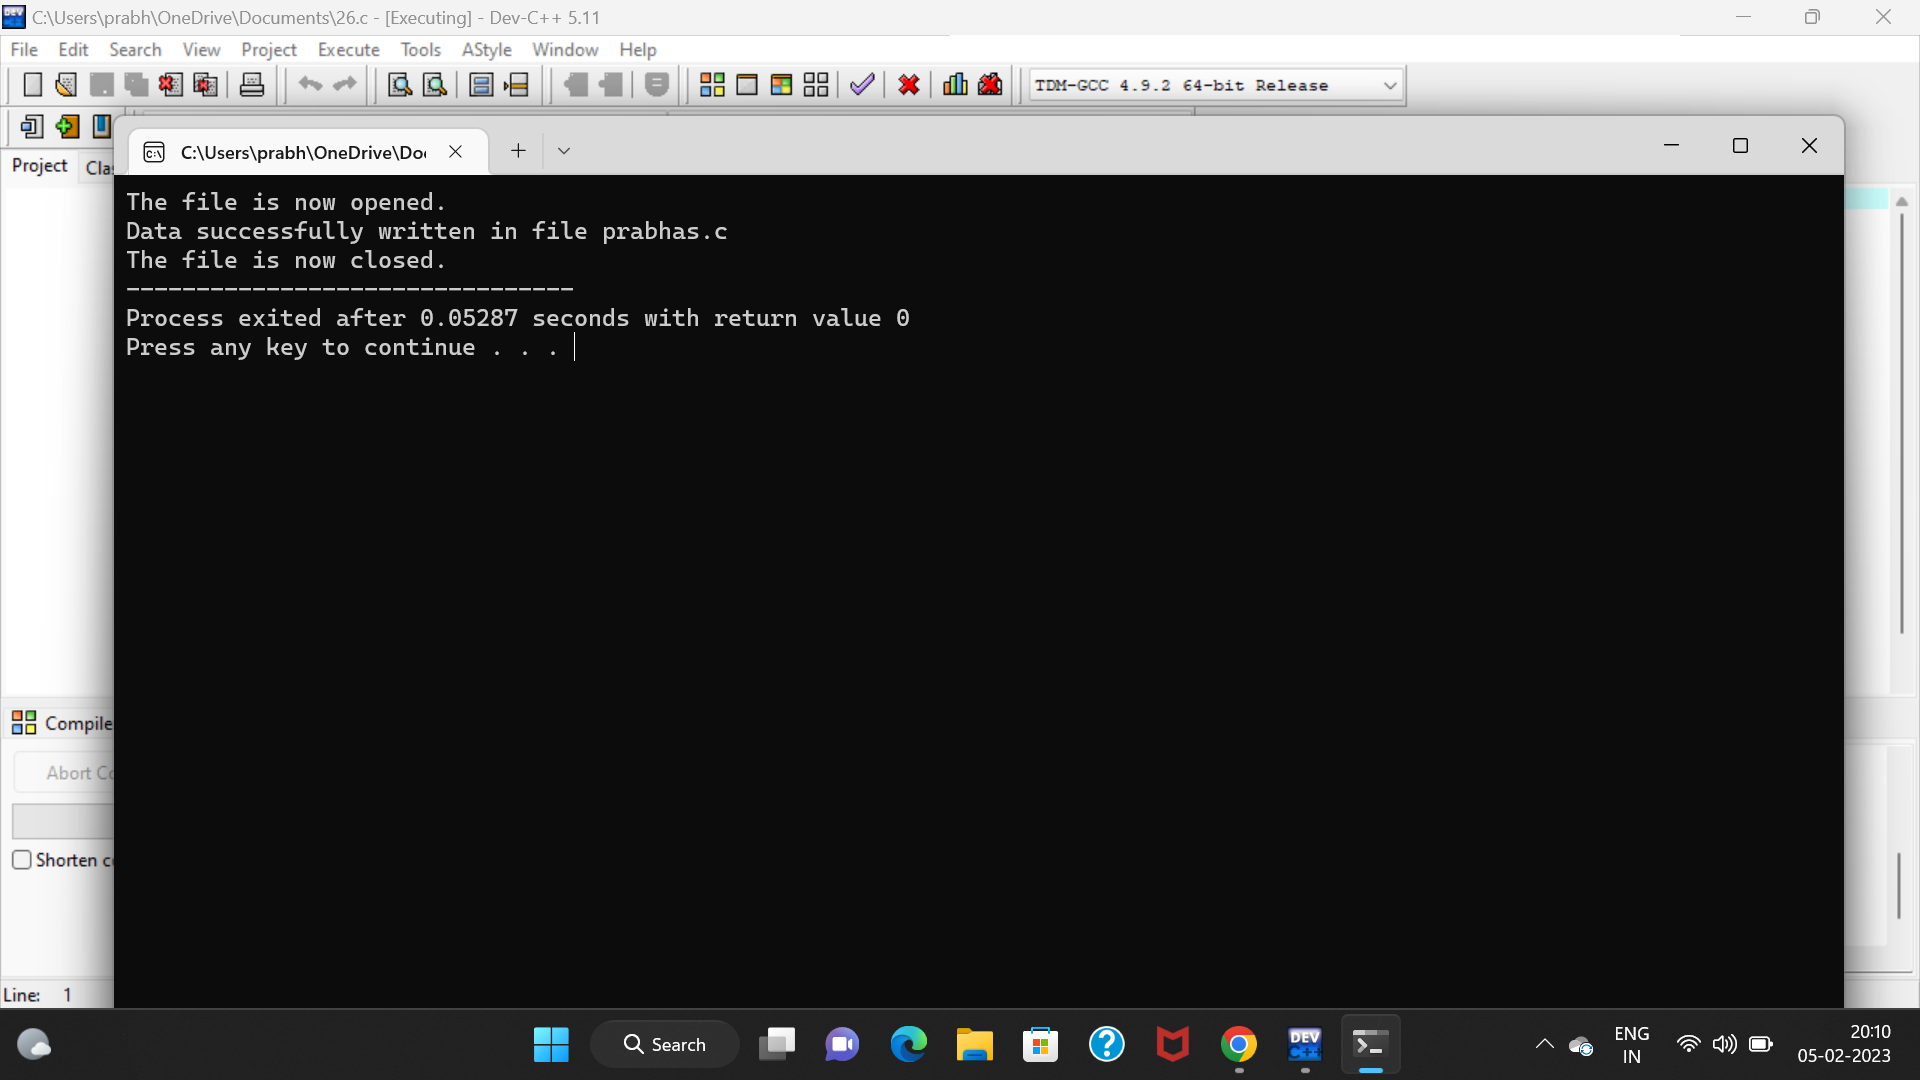 C:\Users\prabh\OneDrive\Documents\26.c - [Executing] - Dev-C++ 5.11
File Edit Search View Project Execute Tools AStyle Window Help
TDM-GCC 4.9.2 64-bit Release
C:\Users\prabh\OneDrive\Do
Project Cla
The file is now opened.
Data successfully written in file prabhas.c
The file is now closed.
--------------------------------
Process exited after 0.05287 seconds with return value 0
Press any key to continue . . .
Compile
Abort Co
Shorten c
Line: 1
Search
DEV C++
ENG
IN
20:10
05-02-2023